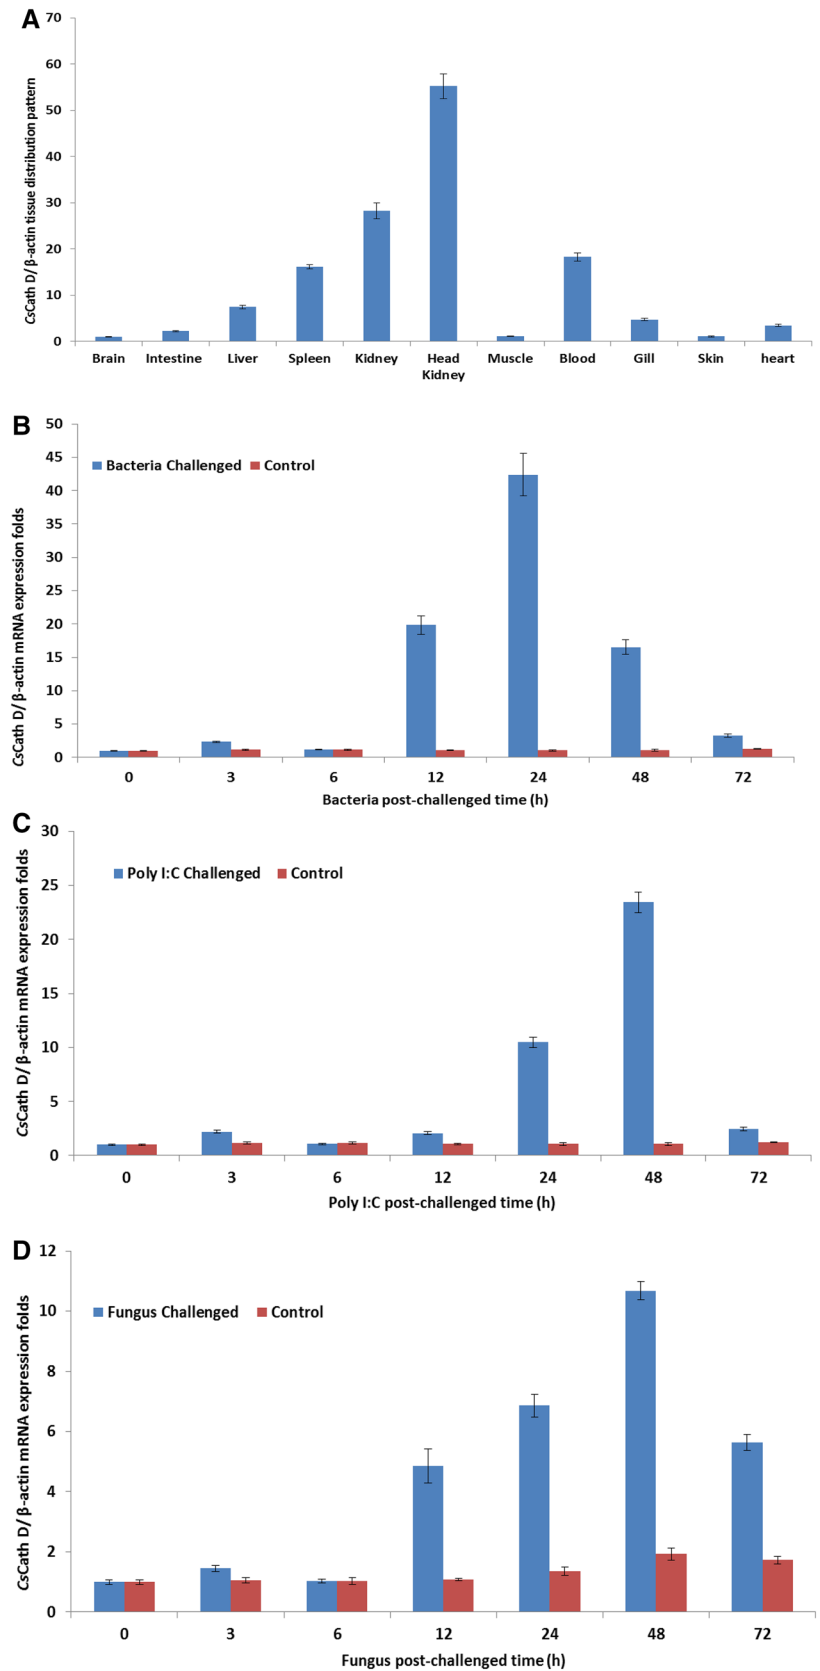 A
CsCath D/ β-actin tissue distribution pattern
70
60
50
40
30
20
10
0
Brain Intestine Liver Spleen Kidney Head Kidney Muscle Blood Gill Skin heart
B
CsCath D/ β-actin mRNA expression folds
50
45
40
35
30
25
20
15
10
5
0
Bacteria Challenged Control
0 3 6 12 24 48 72
Bacteria post-challenged time (h)
C
CsCath D/ β-actin mRNA expression folds
30
25
20
15
10
5
0
Poly I:C Challenged Control
0 3 6 12 24 48 72
Poly I:C post-challenged time (h)
D
CsCath D/ β-actin mRNA expression folds
12
10
8
6
4
2
0
Fungus Challenged Control
0 3 6 12 24 48 72
Fungus post-challenged time (h)